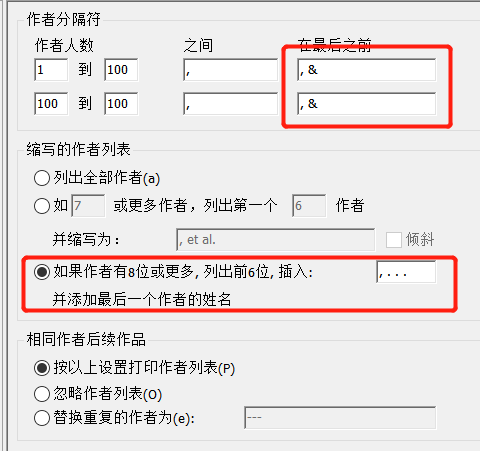 作者分隔符
作者人数 之间 在最后之前
1 到 100 , , &
100 到 100 , , &
缩写的作者列表
列出全部作者(a)
如 7 或更多作者，列出第一个 6 作者
并缩写为： , et al. 倾斜
如果作者有8位或更多, 列出前6位, 插入: ,...
并添加最后一个作者的姓名
相同作者后续作品
按以上设置打印作者列表(P)
忽略作者列表(O)
替换重复的作者为(e): ---